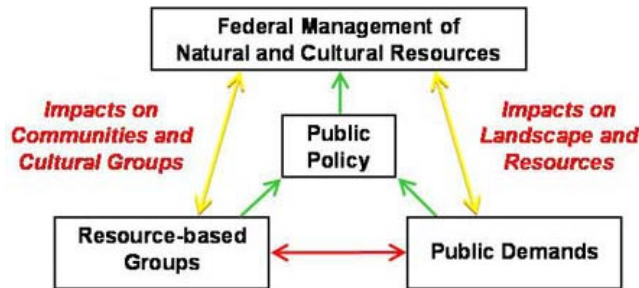 Federal Management of
Natural and Cultural Resources
Impacts on
Communities and
Cultural Groups
Public
Policy
Impacts on
Landscape and
Resources
Resource-based
Groups
Public Demands